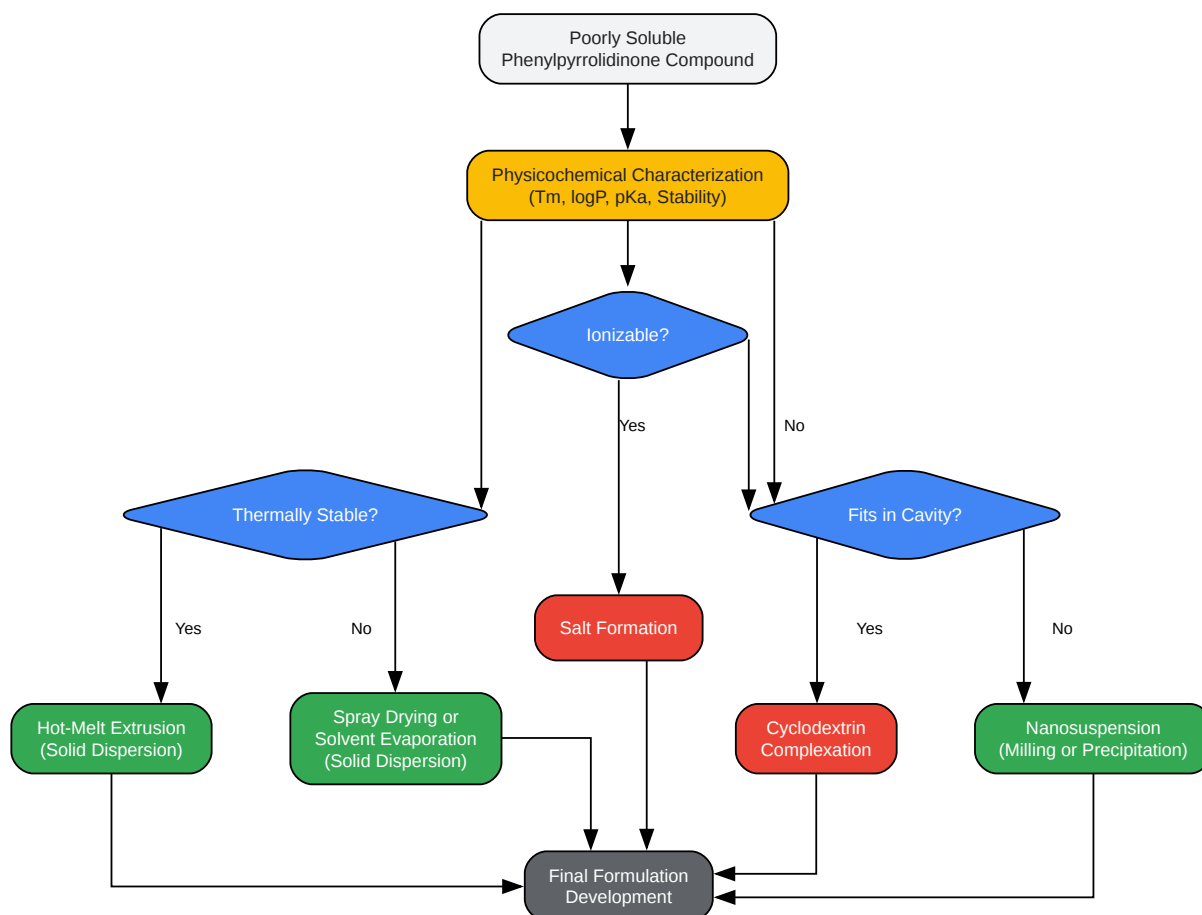 Poorly Soluble
Phenylpyrrolidinone Compound
Physicochemical Characterization
(Tm, logP, pKa, Stability)
Ionizable?
Yes
No
Thermally Stable?
Fits in Cavity?
Yes
No
Salt Formation
Yes
No
Hot-Melt Extrusion
(Solid Dispersion)
Spray Drying or
Solvent Evaporation
(Solid Dispersion)
Cyclodextrin
Complexation
Nanosuspension
(Milling or Precipitation)
Final Formulation
Development